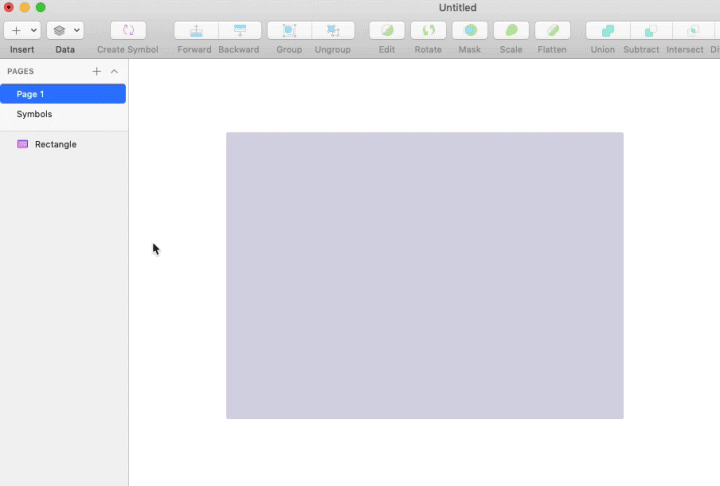 Untitled
Insert Data Create Symbol Forward Backward Group Ungroup Edit Rotate Mask Scale Flatten Union Subtract Intersect Di
PAGES
Page 1
Symbols
Rectangle